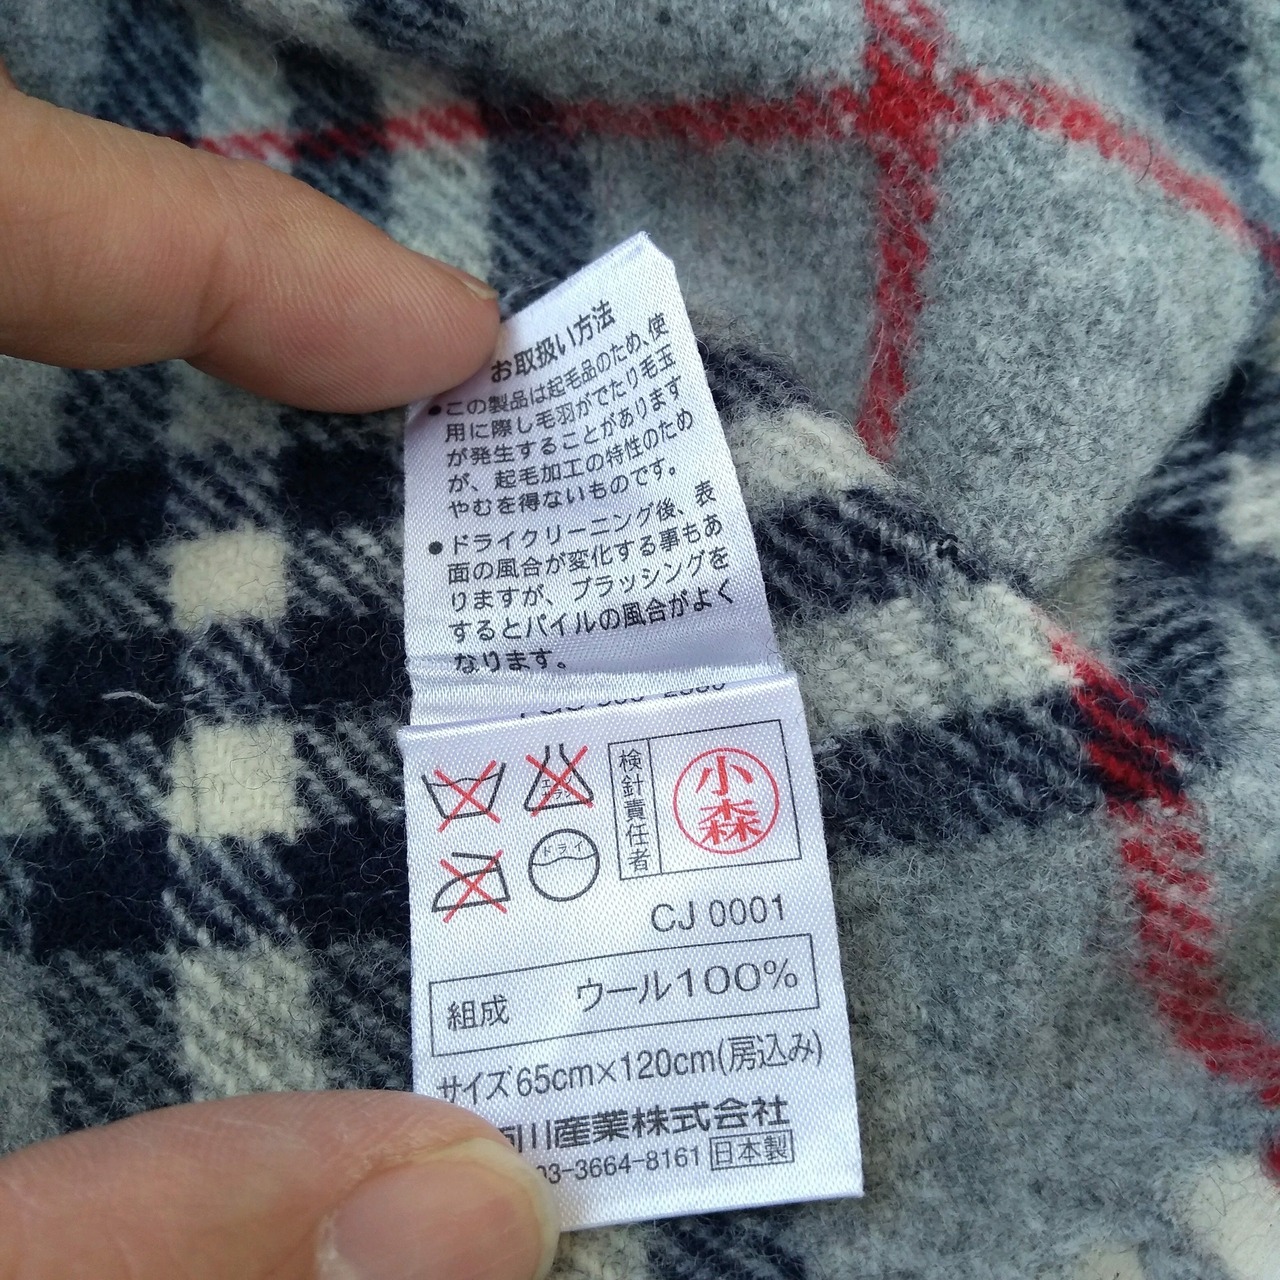 お取扱い方法
●この製品は起毛品のため、使
用に際し毛羽がでたり毛玉
が発生することがあります
が、起毛加工の特性のため
やむを得ないものです。
●ドライクリーニング後、表
面の風合が変化する事もあ
りますが、ブラッシングを
するとパイルの風合がよく
なります。
エンソ
サラシ
ドライ
検針責任者
小森
CJ 0001
組成 ウール100%
サイズ65cm×120cm(房込み)
川産業株式会社
03-3664-8161 日本製